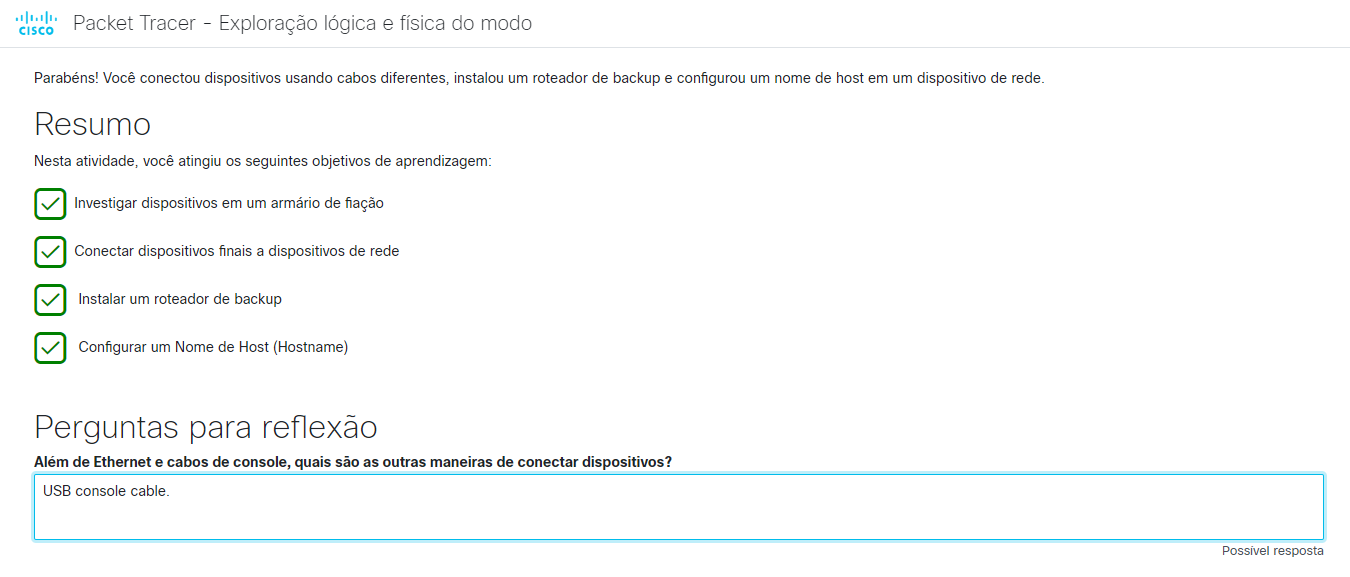 CISCO
Packet Tracer - Exploração lógica e física do modo
Parabéns! Você conectou dispositivos usando cabos diferentes, instalou um roteador de backup e configurou um nome de host em um dispositivo de rede.
Resumo
Nesta atividade, você atingiu os seguintes objetivos de aprendizagem:
Investigar dispositivos em um armário de fiação
Conectar dispositivos finais a dispositivos de rede
Instalar um roteador de backup
Configurar um Nome de Host (Hostname)
Perguntas para reflexão
Além de Ethernet e cabos de console, quais são as outras maneiras de conectar dispositivos?
USB console cable.
Possível resposta